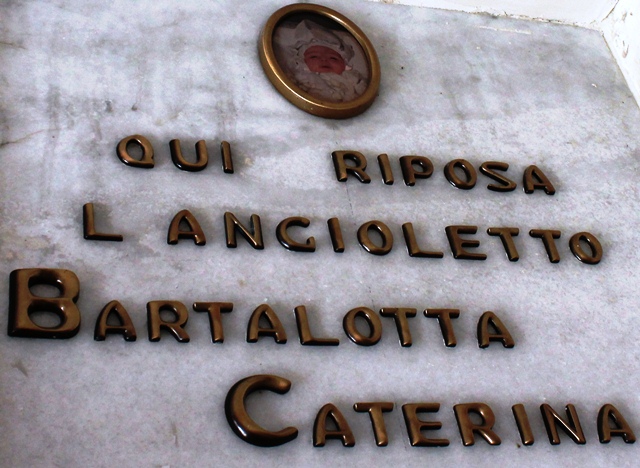 QUI RIPOSA
L ANGIOLETTO
BARTALOTTA
CATERINA